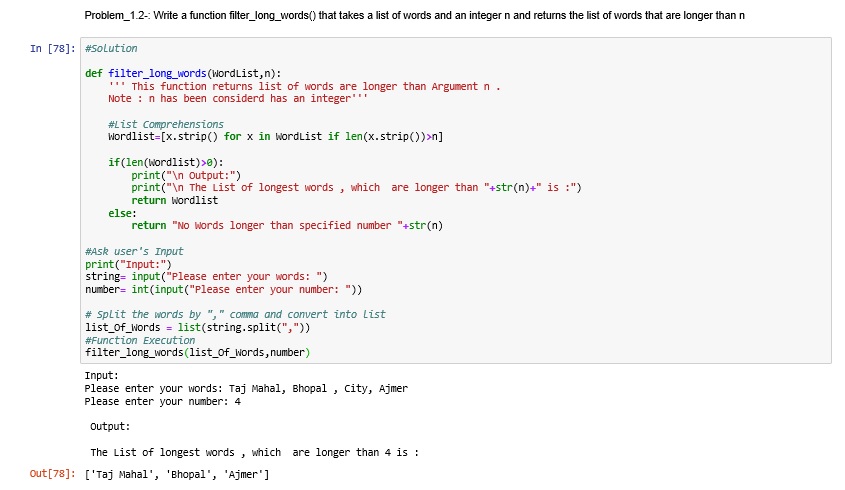 Problem_1.2-: Write a function filter_long_words() that takes a list of words and an integer n and returns the list of words that are longer than n
In [78]: #Solution
def filter_long_words(WordList,n):
''' This function returns list of words are longer than Argument n .
Note : n has been considerd has an integer'''
#List Comprehensions
Wordlist=[x.strip() for x in WordList if len(x.strip())>n]
if(len(Wordlist)>0):
print("\n Output:")
print("\n The List of longest words , which  are longer than "+str(n)+" is :")
return Wordlist
else:
return "No Words longer than specified number "+str(n)
#Ask user's Input
print("Input:")
string= input("Please enter your words: ")
number= int(input("Please enter your number: "))
# Split the words by "," comma and convert into List
list_Of_Words = list(string.split(","))
#Function Execution
filter_long_words(list_Of_Words,number)
Input:
Please enter your words: Taj Mahal, Bhopal , City, Ajmer
Please enter your number: 4
Output:
The List of longest words , which  are longer than 4 is :
Out[78]: ['Taj Mahal', 'Bhopal', 'Ajmer']